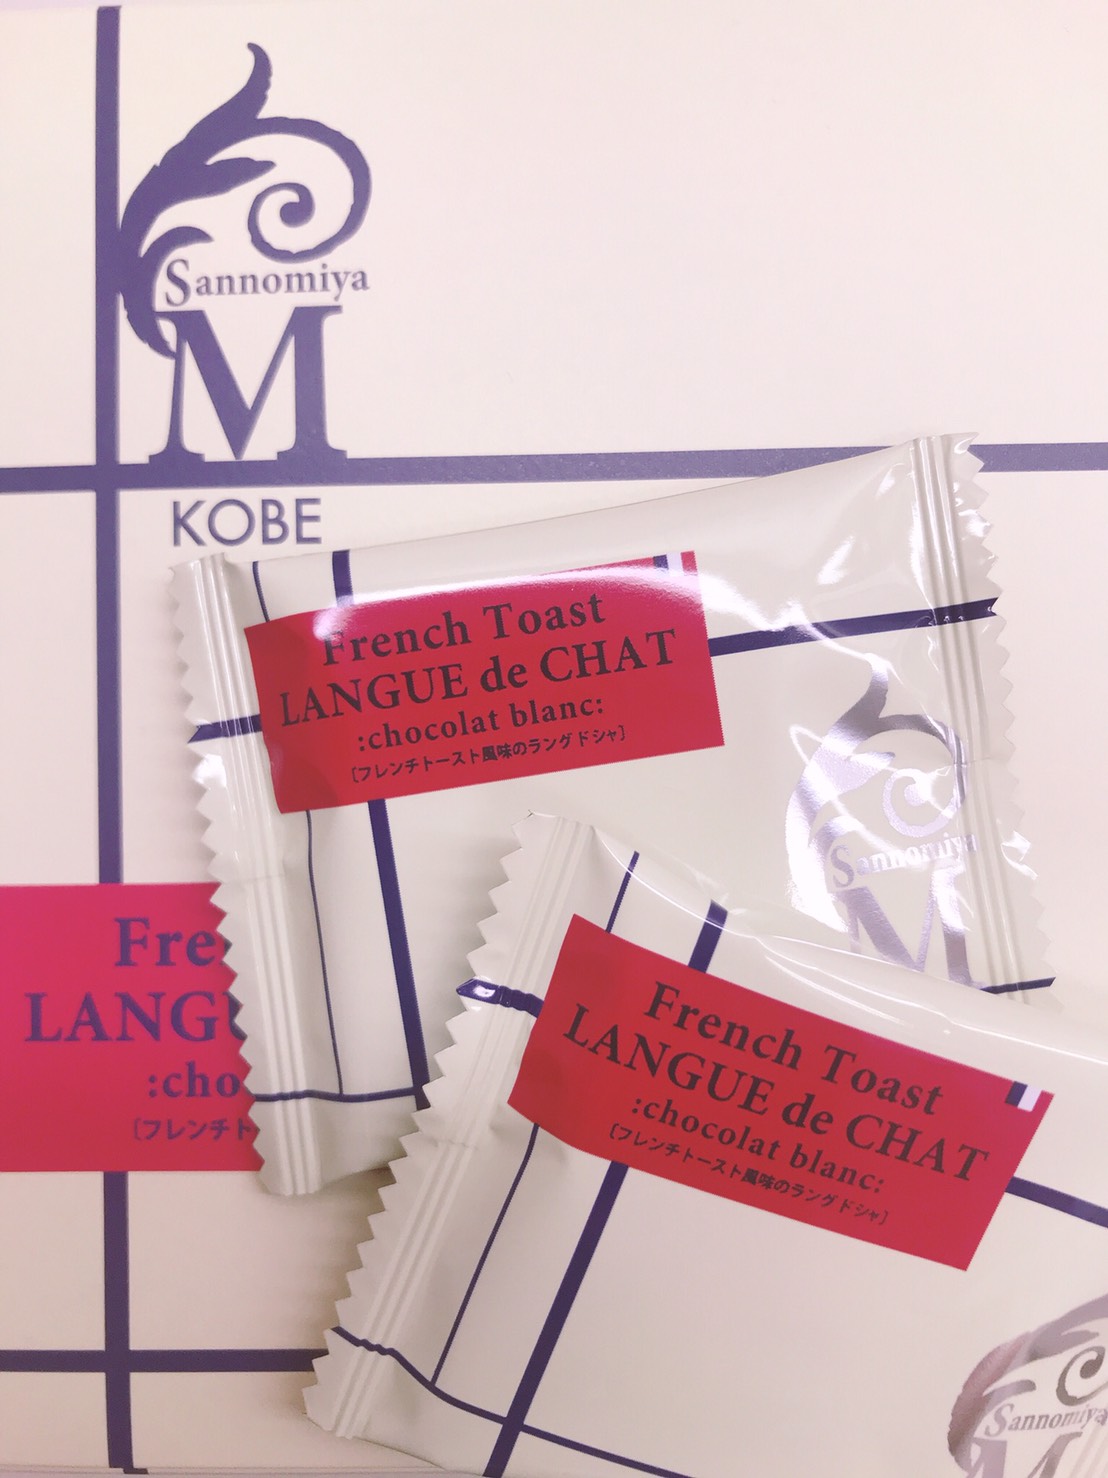 Sannomiya
M
KOBE
French Toast
LANGUE de CHAT
:chocolat blanc:
［フレンチトースト風味のラングドシャ］
Sannomiya
M
Fre
LANGU
:cho
［フレンチト
French Toast
LANGUE de CHAT
:chocolat blanc:
［フレンチトースト風味のラングドシャ］
Sannomiya
M